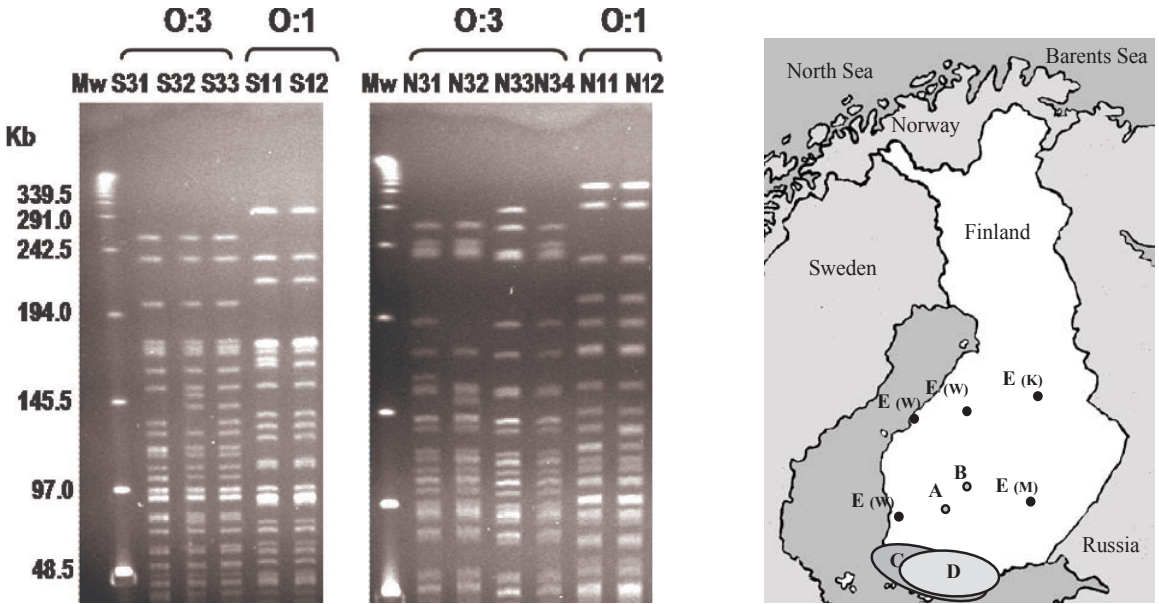 O:3 O:1
Mw S31 S32 S33 S11 S12
O:3 O:1
Mw N31 N32 N33N34 N11 N12
Kb
339.5
291.0
242.5
194.0
145.5
97.0
48.5
North Sea
Barents Sea
Norway
Finland
Sweden
E (W)
E (W)
E (K)
B
A
E (W)
E (M)
Russia
C
D